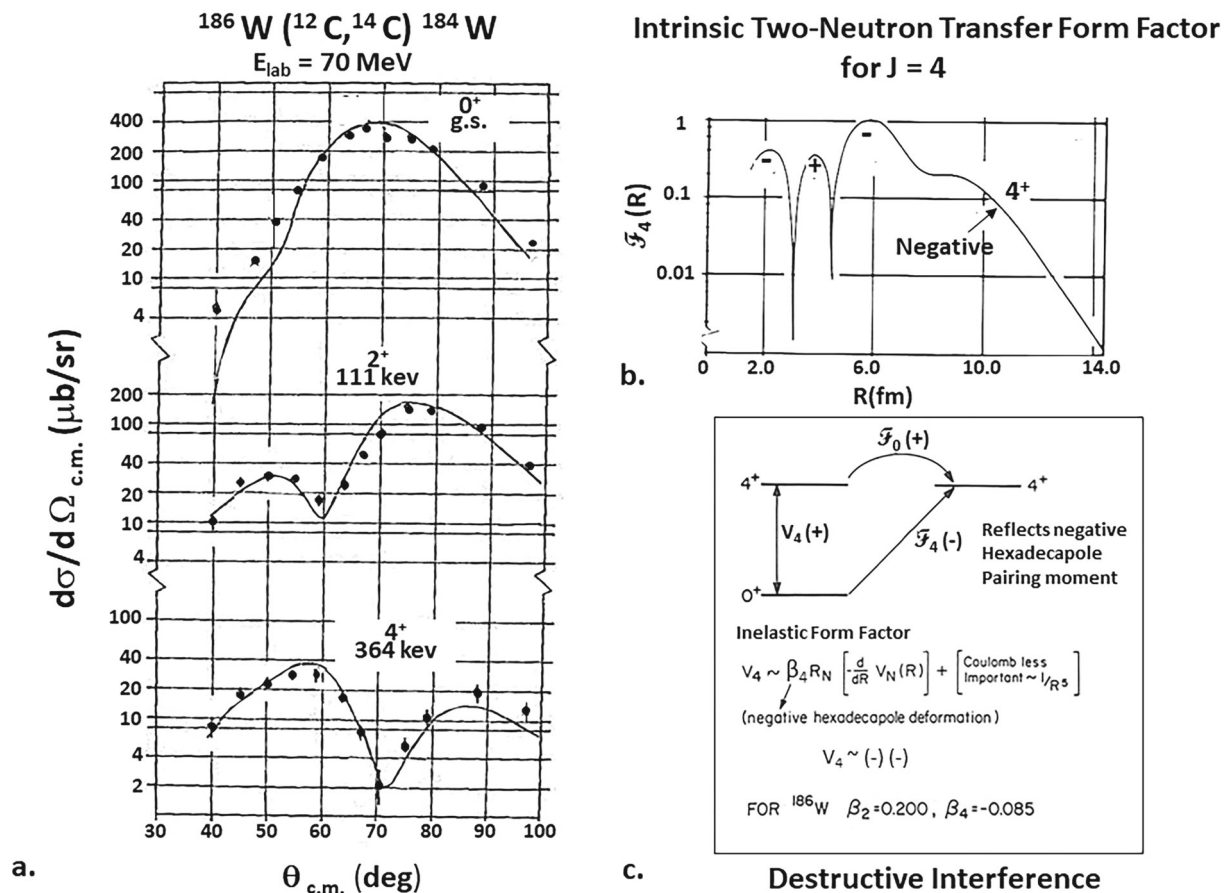 ¹⁸⁶W (¹²C,¹⁴C) ¹⁸⁴W
E_lab = 70 MeV
0⁺
g.s.
400
200
100
40
20
10
4
2⁺
111 kev
200
100
40
20
10
4
4⁺
364 kev
100
40
20
10
4
2
30 40 50 60 70 80 90 100
dσ/dΩ c.m. (μb/sr)
θ c.m. (deg)
a.
Intrinsic Two-Neutron Transfer Form Factor
for J = 4
1
0.1
0.01
ℱ₄(R)
-
+
-
4⁺
Negative
0 2.0 6.0 10.0 14.0
R(fm)
b.
ℱ₀(+)
4⁺
4⁺
V₄(+)
ℱ₄(-)
0⁺
Reflects negative
Hexadecapole
Pairing moment
Inelastic Form Factor
V₄ ~ β₄R_N [-d/dR V_N(R)] + [Coulomb less Important ~ 1/R⁵]
(negative hexadecapole deformation)
V₄ ~ (-)(-)
FOR ¹⁸⁶W β₂=0.200, β₄=-0.085
c.
Destructive Interference